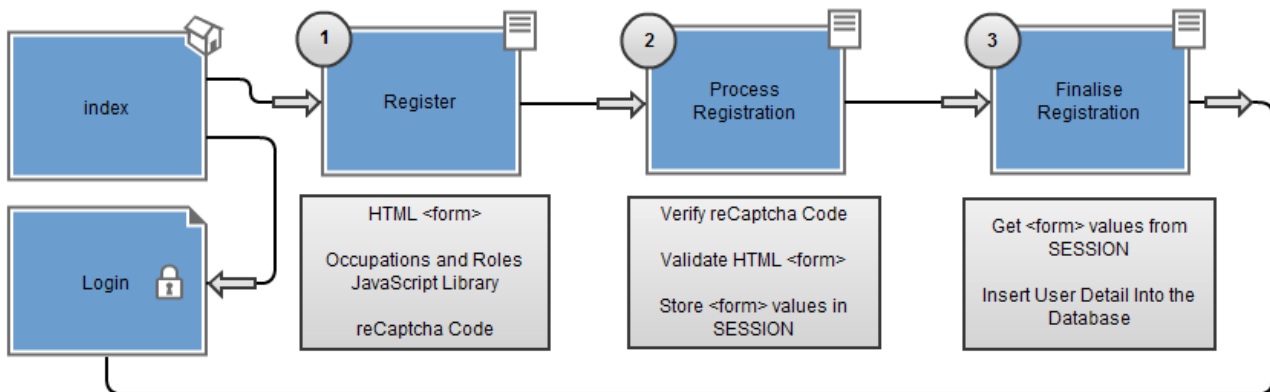 index
1
Register
2
Process
Registration
3
Finalise
Registration
Login
HTML <form>
Occupations and Roles
JavaScript Library
reCaptcha Code
Verify reCaptcha Code
Validate HTML <form>
Store <form> values in
SESSION
Get <form> values from
SESSION
Insert User Detail Into the
Database